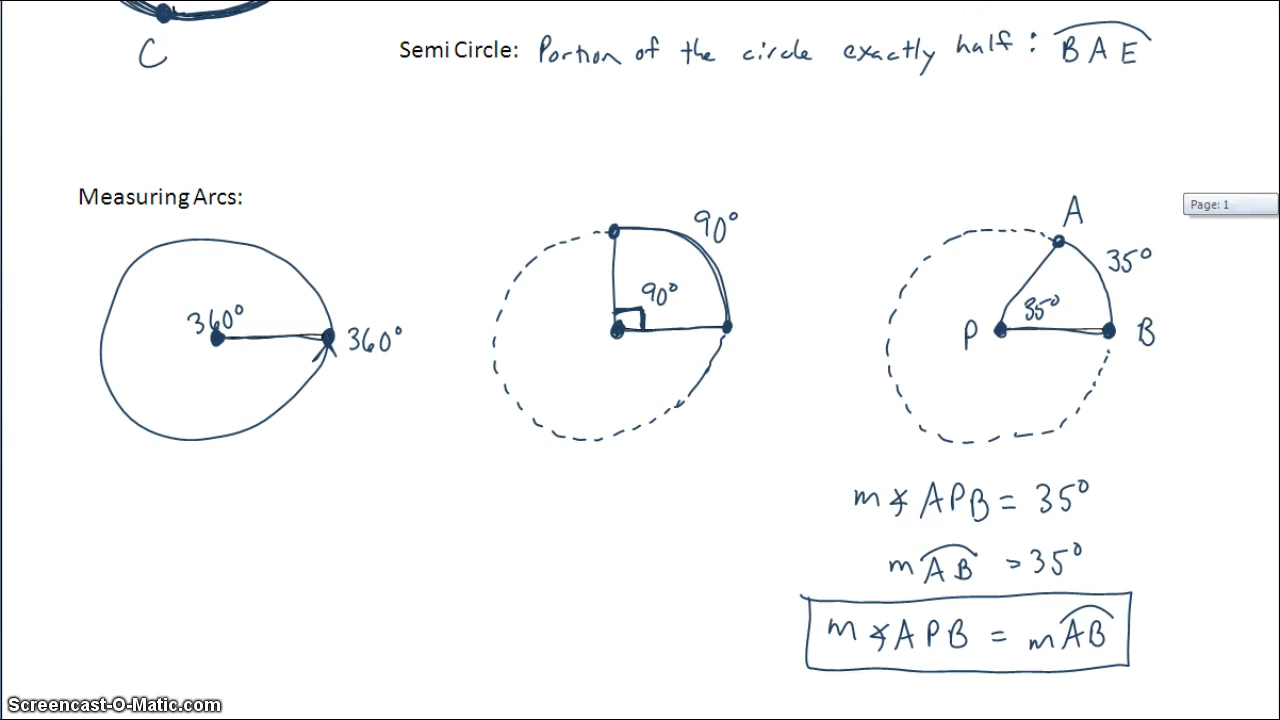 C
Semi Circle: Portion of the circle exactly half : BAE
Measuring Arcs:
Page: 1
360°
360°
90°
90°
A
35°
35°
P
B
m∡APB = 35°
mAB = 35°
m∡APB = mAB
Screencast-O-Matic.com